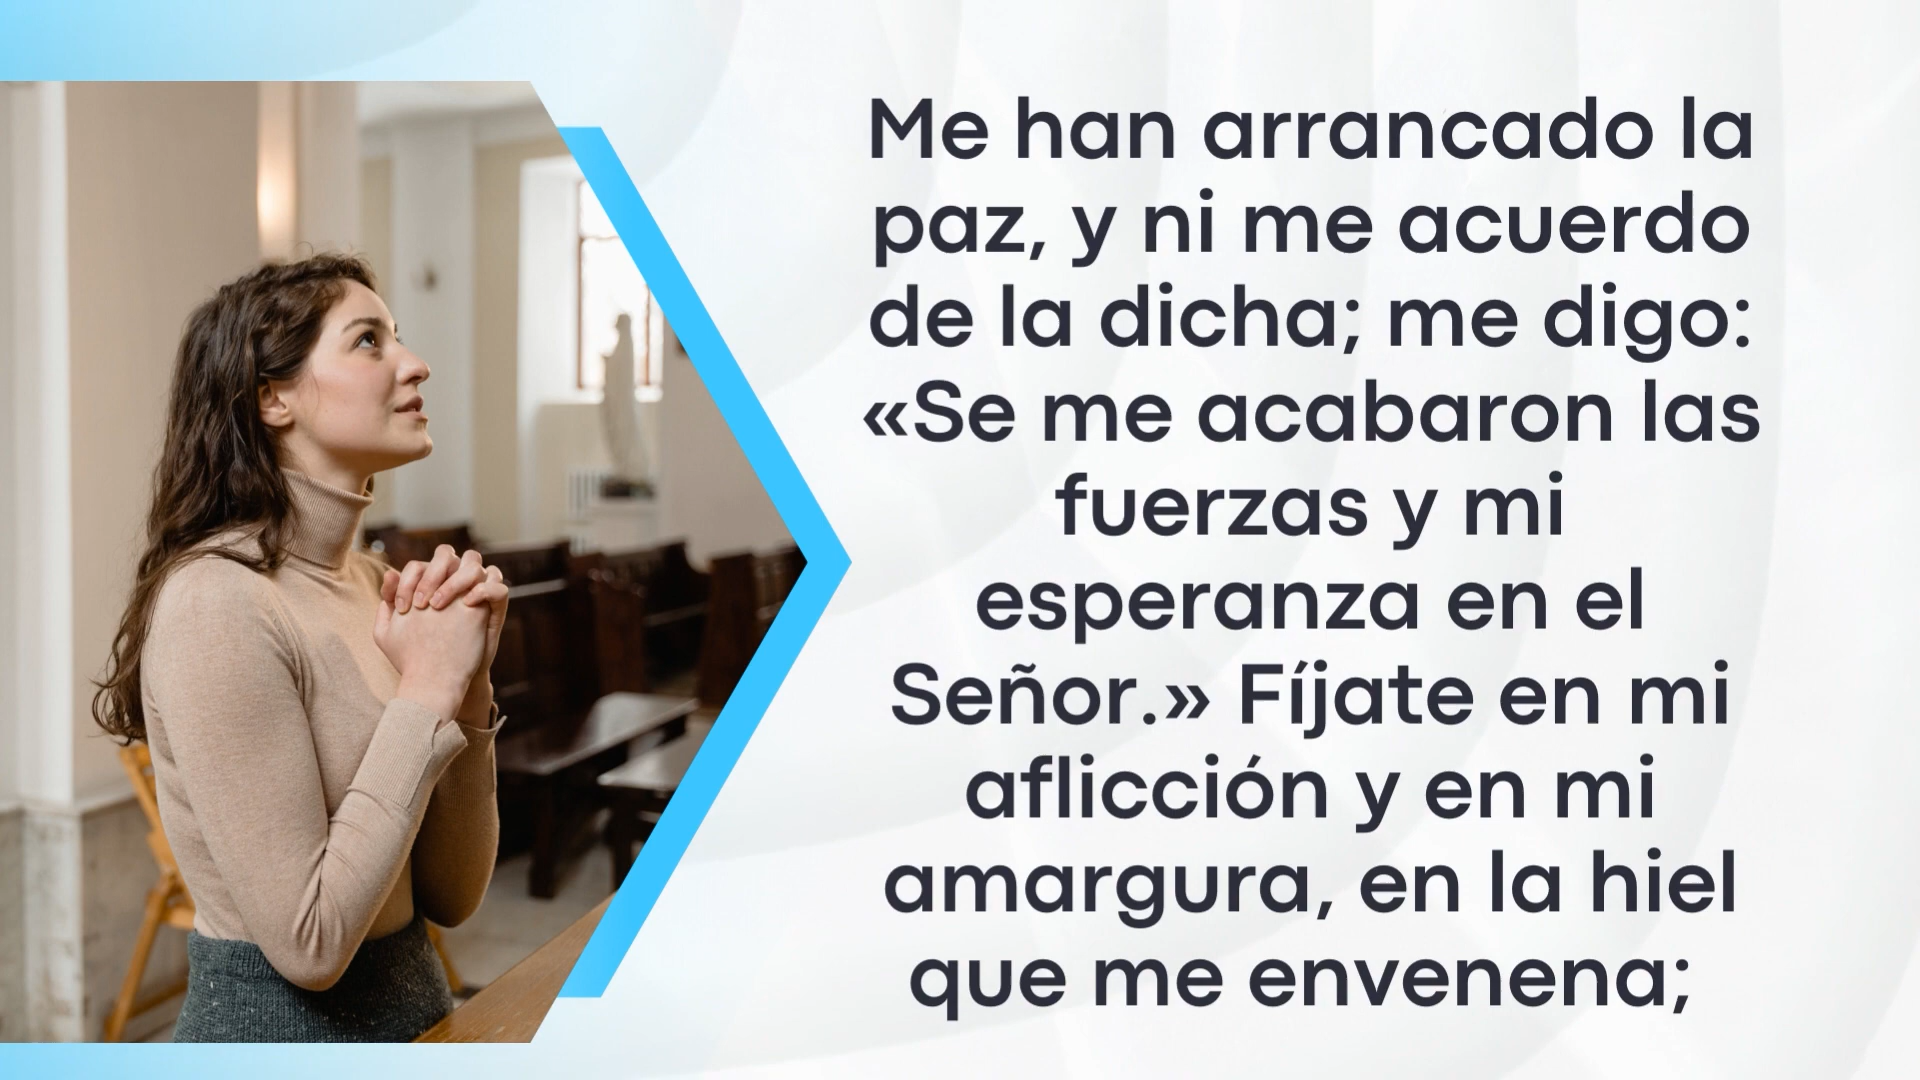 Me han arrancado la
paz, y ni me acuerdo
de la dicha; me digo:
«Se me acabaron las
fuerzas y mi
esperanza en el
Señor.» Fíjate en mi
aflicción y en mi
amargura, en la hiel
que me envenena;